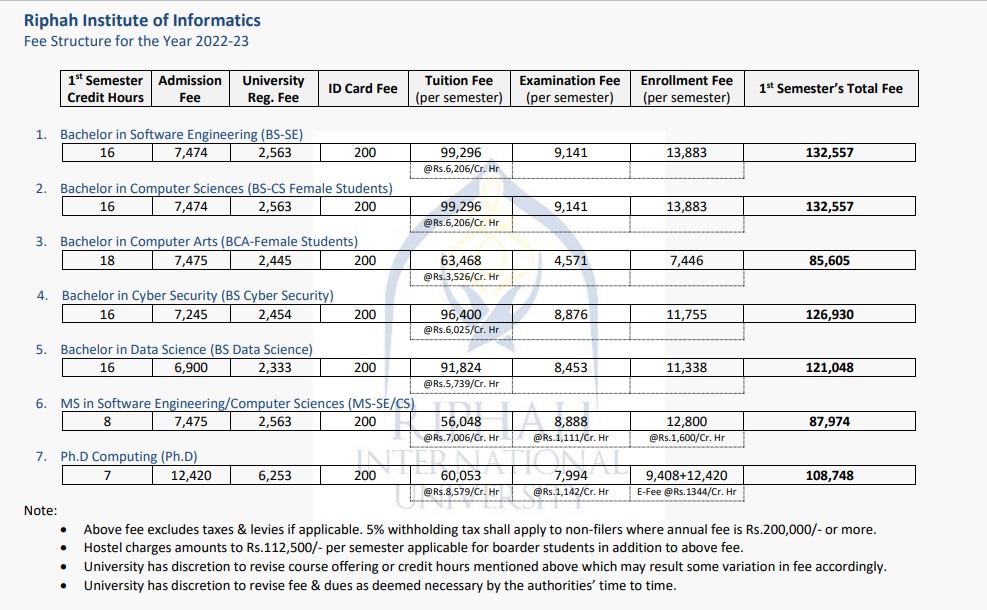 Riphah Institute of Informatics
Fee Structure for the Year 2022-23
1st Semester Credit Hours | Admission Fee | University Reg. Fee | ID Card Fee | Tuition Fee (per semester) | Examination Fee (per semester) | Enrollment Fee (per semester) | 1st Semester's Total Fee
1. Bachelor in Software Engineering (BS-SE)
16 | 7,474 | 2,563 | 200 | 99,296 | 9,141 | 13,883 | 132,557
@Rs.6,206/Cr. Hr
2. Bachelor in Computer Sciences (BS-CS Female Students)
16 | 7,474 | 2,563 | 200 | 99,296 | 9,141 | 13,883 | 132,557
@Rs.6,206/Cr. Hr
3. Bachelor in Computer Arts (BCA-Female Students)
18 | 7,475 | 2,445 | 200 | 63,468 | 4,571 | 7,446 | 85,605
@Rs.3,526/Cr. Hr
4. Bachelor in Cyber Security (BS Cyber Security)
16 | 7,245 | 2,454 | 200 | 96,400 | 8,876 | 11,755 | 126,930
@Rs.6,025/Cr. Hr
5. Bachelor in Data Science (BS Data Science)
16 | 6,900 | 2,333 | 200 | 91,824 | 8,453 | 11,338 | 121,048
@Rs.5,739/Cr. Hr
6. MS in Software Engineering/Computer Sciences (MS-SE/CS)
8 | 7,475 | 2,563 | 200 | 56,048 | 8,888 | 12,800 | 87,974
@Rs.7,006/Cr. Hr | @Rs.1,111/Cr. Hr | @Rs.1,600/Cr. Hr
7. Ph.D Computing (Ph.D)
7 | 12,420 | 6,253 | 200 | 60,053 | 7,994 | 9,408+12,420 | 108,748
@Rs.8,579/Cr. Hr | @Rs.1,142/Cr. Hr | E-Fee @Rs.1344/Cr. Hr
RIPHAH
INTERNATIONAL
UNIVERSITY
Note:
• Above fee excludes taxes & levies if applicable. 5% withholding tax shall apply to non-filers where annual fee is Rs.200,000/- or more.
• Hostel charges amounts to Rs.112,500/- per semester applicable for boarder students in addition to above fee.
• University has discretion to revise course offering or credit hours mentioned above which may result some variation in fee accordingly.
• University has discretion to revise fee & dues as deemed necessary by the authorities' time to time.